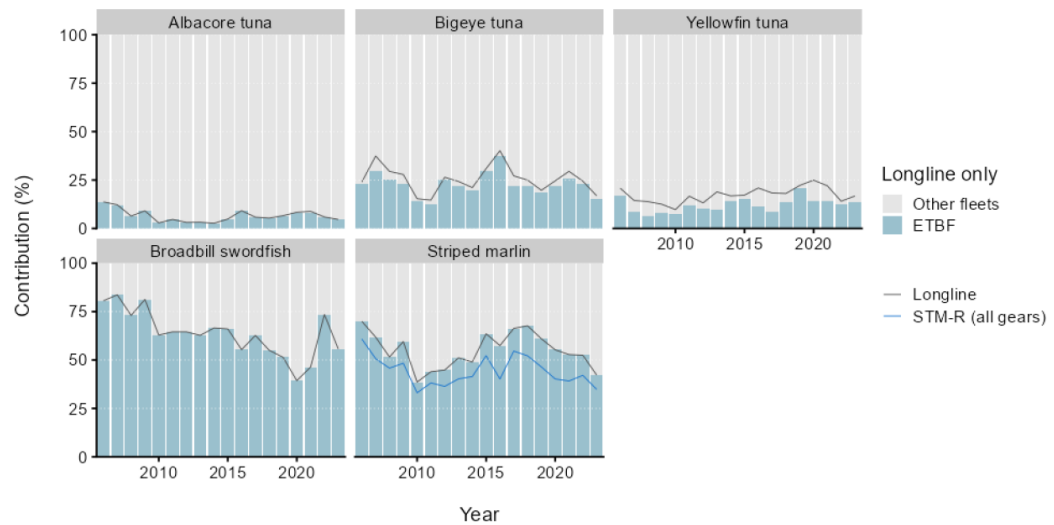 Albacore tuna
Bigeye tuna
Yellowfin tuna
100
75
50
25
0
2010
2015
2020
Broadbill swordfish
Striped marlin
100
75
50
25
0
2010
2015
2020
2010
2015
2020
Contribution (%)
Year
Longline only
Other fleets
ETBF
Longline
STM-R (all gears)